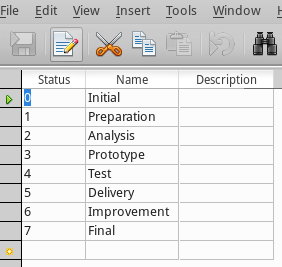 File Edit View Insert Tools Window
Status Name Description
0 Initial
1 Preparation
2 Analysis
3 Prototype
4 Test
5 Delivery
6 Improvement
7 Final